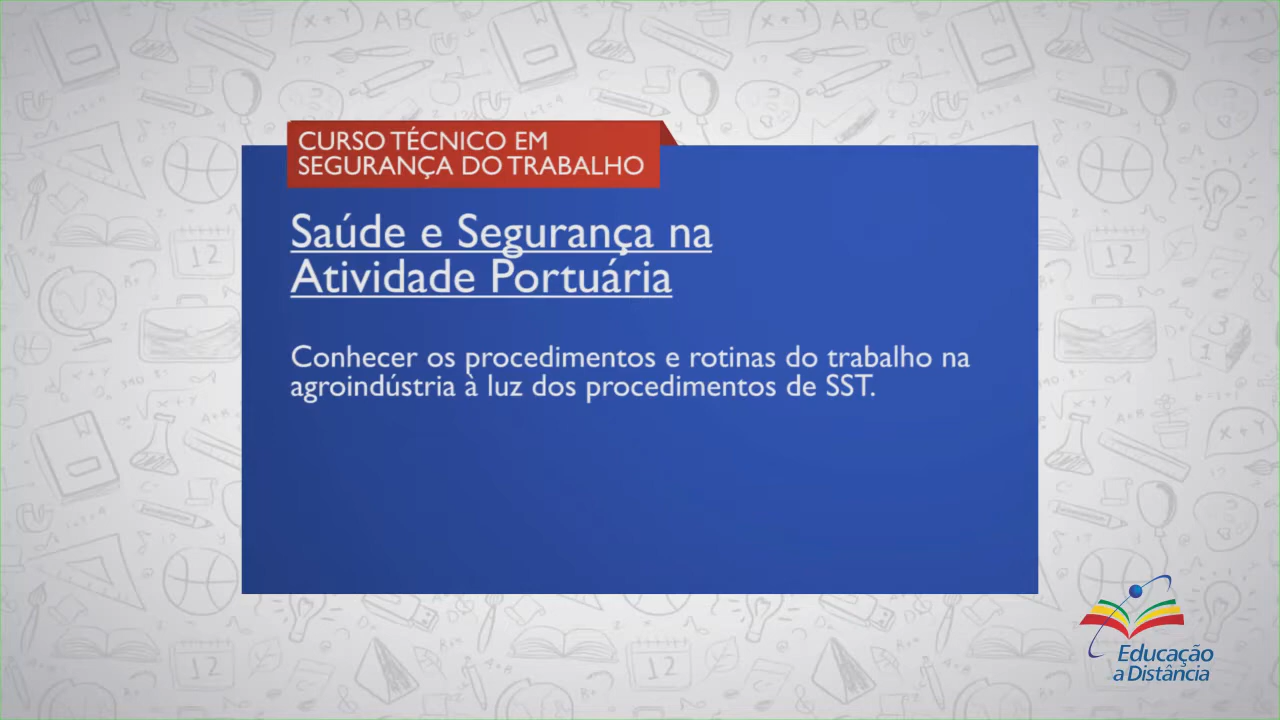 CURSO TÉCNICO EM
SEGURANÇA DO TRABALHO
Saúde e Segurança na
Atividade Portuária
Conhecer os procedimentos e rotinas do trabalho na
agroindústria à luz dos procedimentos de SST.
Educação
a Distância